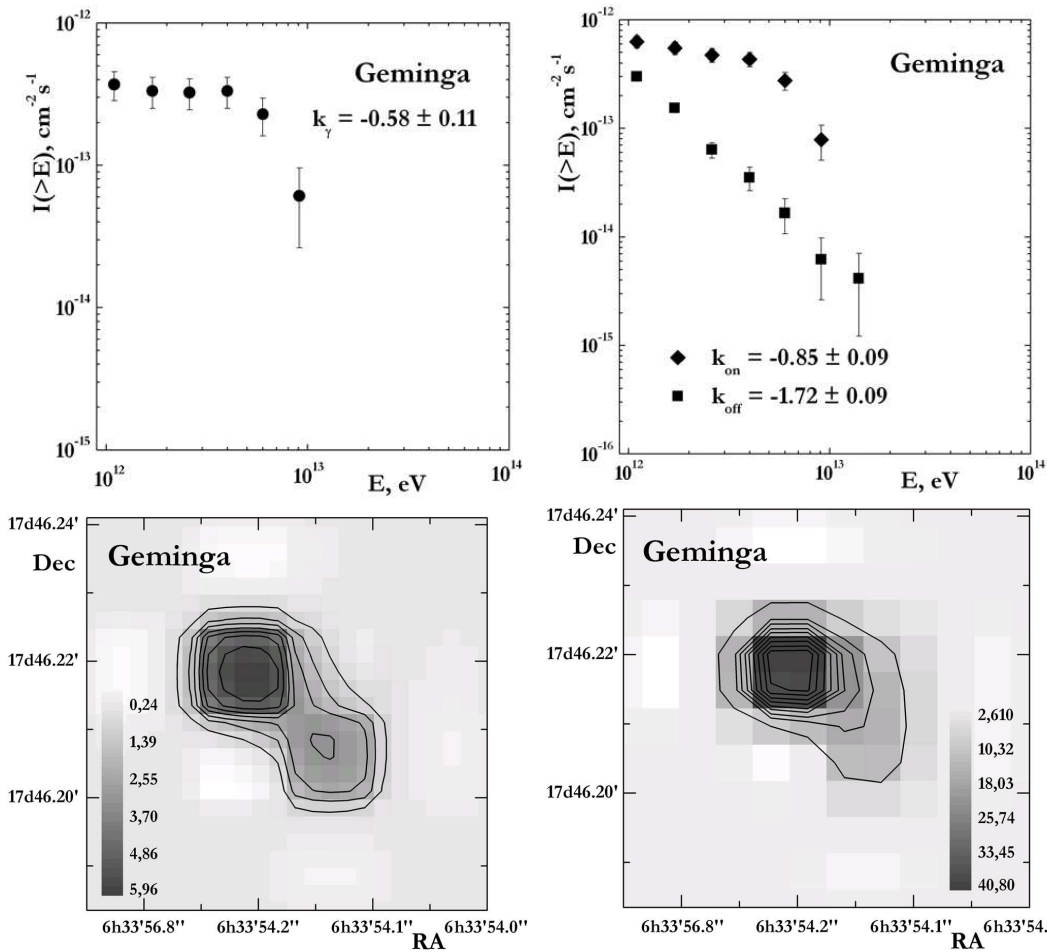 10^-12
I(>E), cm^-2 s^-1
Geminga
k_γ = -0.58 ± 0.11
10^-13
10^-14
10^-15
10^12
10^13
10^14
E, eV
10^-12
I(>E), cm^-2 s^-1
Geminga
10^-13
10^-14
10^-15
k_on = -0.85 ± 0.09
k_off = -1.72 ± 0.09
10^-16
10^12
10^13
10^14
E, eV
17d46.24'
Dec
Geminga
17d46.22'
0,24
1,39
2,55
17d46.20'
3,70
4,86
5,96
6h33'56.8" 6h33'54.2" 6h33'54.1" 6h33'54.0"
RA
17d46.24'
Dec
Geminga
17d46.22'
2,610
10,32
18,03
17d46.20'
25,74
33,45
40,80
6h33'56.8" 6h33'54.2" 6h33'54.1" 6h33'54.
RA